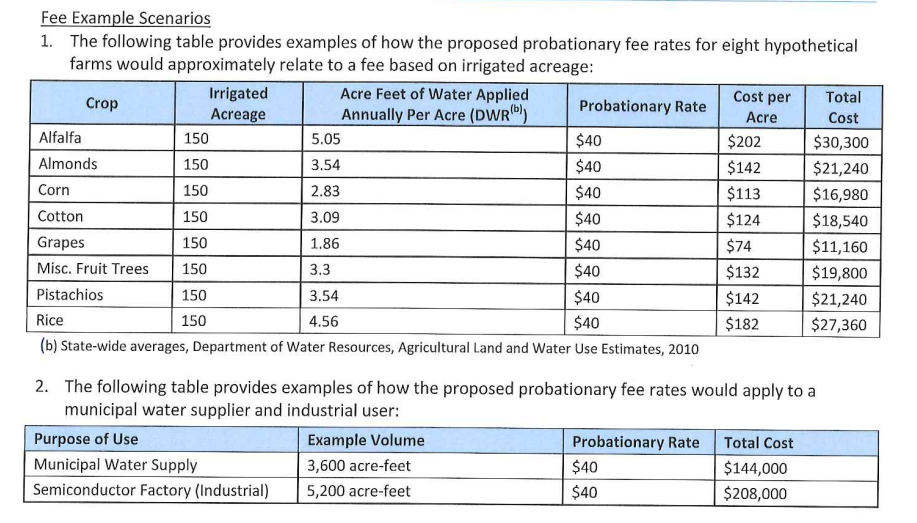 Fee Example Scenarios
1. The following table provides examples of how the proposed probationary fee rates for eight hypothetical
farms would approximately relate to a fee based on irrigated acreage:
Crop Irrigated Acreage Acre Feet of Water Applied Annually Per Acre (DWR(b)) Probationary Rate Cost per Acre Total Cost
Alfalfa 150 5.05 $40 $202 $30,300
Almonds 150 3.54 $40 $142 $21,240
Corn 150 2.83 $40 $113 $16,980
Cotton 150 3.09 $40 $124 $18,540
Grapes 150 1.86 $40 $74 $11,160
Misc. Fruit Trees 150 3.3 $40 $132 $19,800
Pistachios 150 3.54 $40 $142 $21,240
Rice 150 4.56 $40 $182 $27,360
(b) State-wide averages, Department of Water Resources, Agricultural Land and Water Use Estimates, 2010
2. The following table provides examples of how the proposed probationary fee rates would apply to a
municipal water supplier and industrial user:
Purpose of Use Example Volume Probationary Rate Total Cost
Municipal Water Supply 3,600 acre-feet $40 $144,000
Semiconductor Factory (Industrial) 5,200 acre-feet $40 $208,000